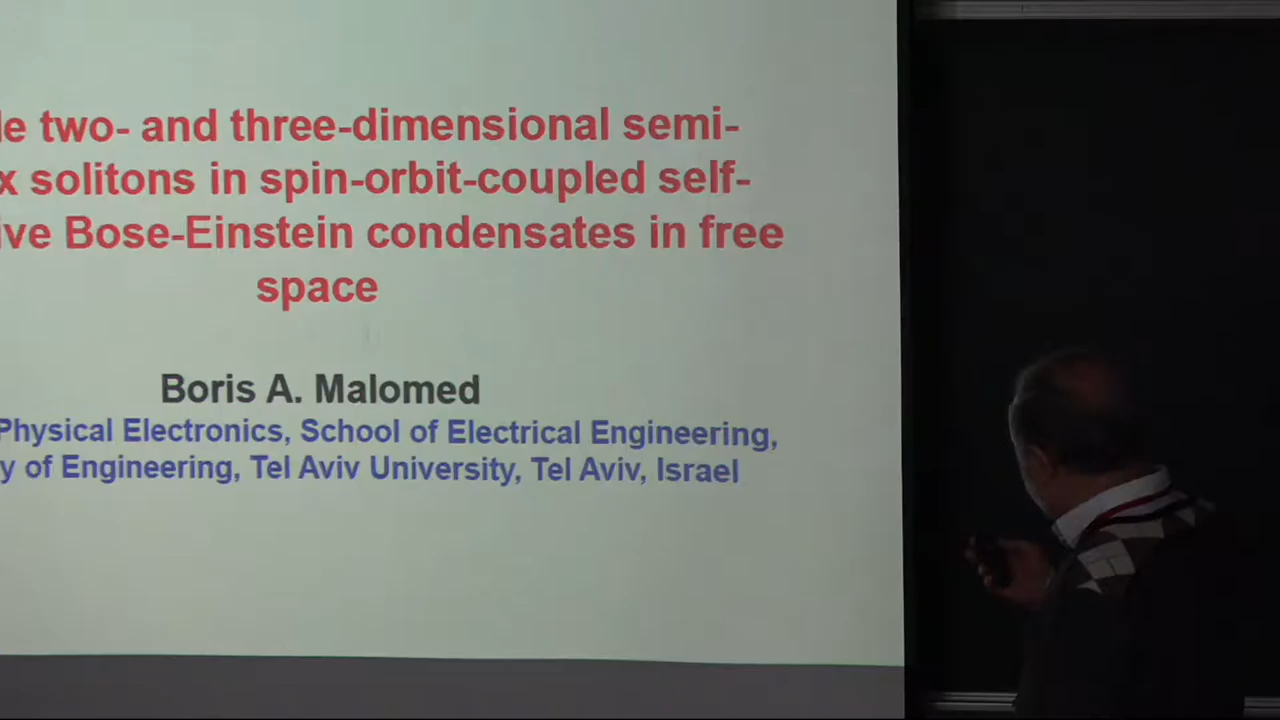 le two- and three-dimensional semi-
x solitons in spin-orbit-coupled self-
ive Bose-Einstein condensates in free
space
Boris A. Malomed
Physical Electronics, School of Electrical Engineering,
y of Engineering, Tel Aviv University, Tel Aviv, Israel